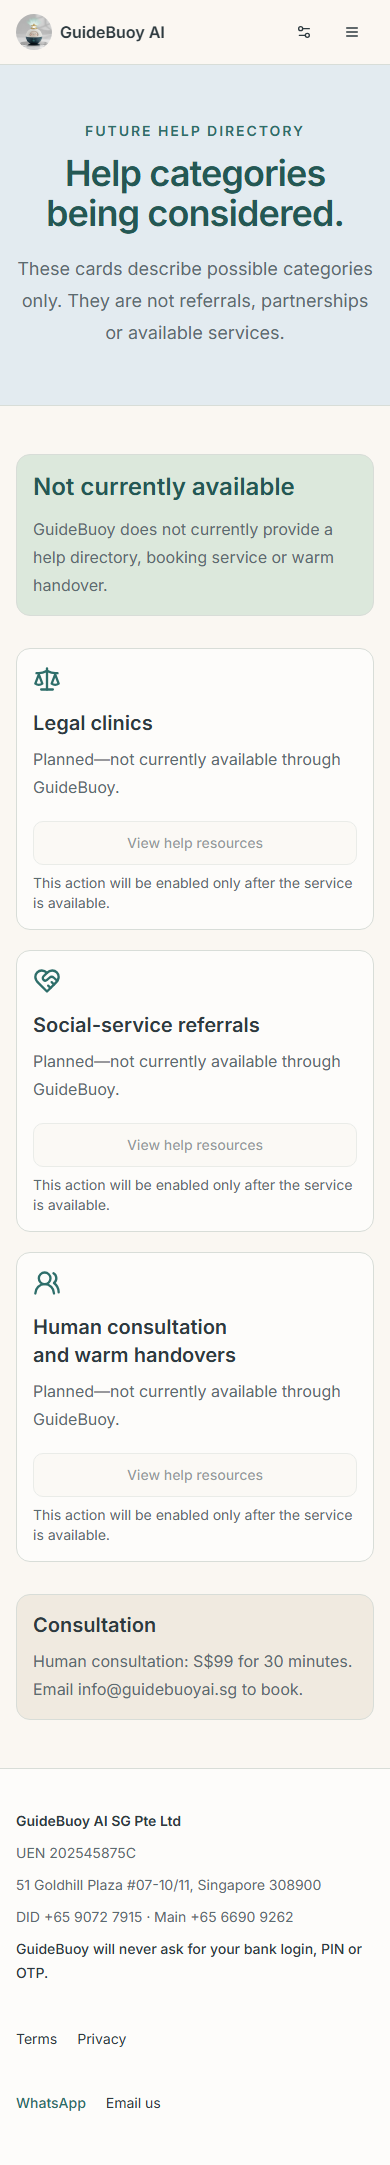 GuideBuoy AI
FUTURE HELP DIRECTORY
Help categories
being considered.
These cards describe possible categories
only. They are not referrals, partnerships
or available services.
Not currently available
GuideBuoy does not currently provide a
help directory, booking service or warm
handover.
Legal clinics
Planned—not currently available through
GuideBuoy.
View help resources
This action will be enabled only after the service
is available.
Social-service referrals
Planned—not currently available through
GuideBuoy.
View help resources
This action will be enabled only after the service
is available.
Human consultation
and warm handovers
Planned—not currently available through
GuideBuoy.
View help resources
This action will be enabled only after the service
is available.
Consultation
Human consultation: S$99 for 30 minutes.
Email info@guidebuoyai.sg to book.
GuideBuoy AI SG Pte Ltd
UEN 202545875C
51 Goldhill Plaza #07-10/11, Singapore 308900
DID +65 9072 7915 · Main +65 6690 9262
GuideBuoy will never ask for your bank login, PIN or
OTP.
Terms Privacy
WhatsApp Email us